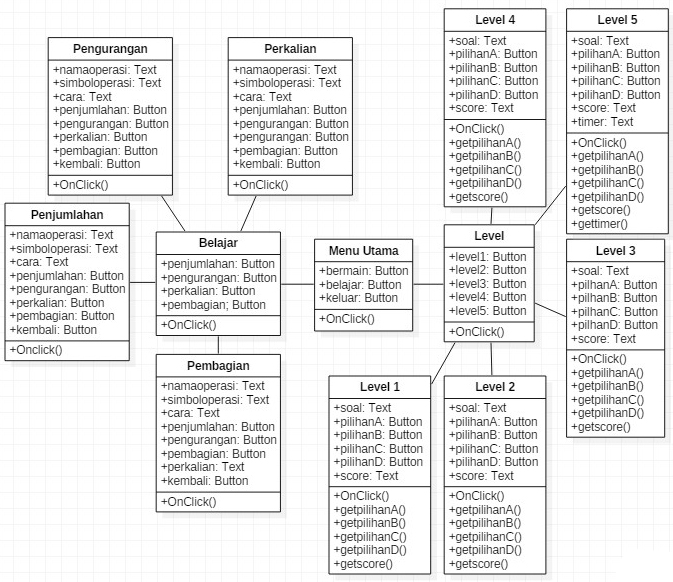 Pengurangan
+namaoperasi: Text
+simboloperasi: Text
+cara: Text
+penjumlahan: Button
+pengurangan: Button
+perkalian: Button
+pembagian: Button
+kembali: Button
+OnClick()
Perkalian
+namaoperasi: Text
+simboloperasi: Text
+cara: Text
+penjumlahan: Button
+pengurangan: Button
+pengurangan: Button
+pembagian: Button
+kembali: Button
+OnClick()
Level 4
+soal: Text
+pilihanA: Button
+pilihanB: Button
+pilihanC: Button
+pilihanD: Button
+score: Text
+OnClick()
+getpilihanA()
+getpilihanB()
+getpilihanC()
+getpilihanD()
+getscore()
Level 5
+soal: Text
+pilihanA: Button
+pilihanB: Button
+pilihanC: Button
+pilihanD: Button
+score: Text
+timer: Text
+OnClick()
+getpilihanA()
+getpilihanB()
+getpilihanC()
+getpilihanD()
+getscore()
+gettimer()
Penjumlahan
+namaoperasi: Text
+simboloperasi: Text
+cara: Text
+penjumlahan: Button
+pengurangan: Button
+perkalian: Button
+pembagian: Button
+kembali: Button
+Onclick()
Belajar
+penjumlahan: Button
+pengurangan: Button
+perkalian: Button
+pembagian; Button
+OnClick()
Menu Utama
+bermain: Button
+belajar: Button
+keluar: Button
+OnClick()
Level
+level1: Button
+level2: Button
+level3: Button
+level4: Button
+level5: Button
+OnClick()
Level 3
+soal: Text
+pilhanA: Button
+pilhanB: Button
+pilhanC: Button
+pilhanD: Button
+score: Text
+OnClick()
+getpilihanA()
+getpilihanB()
+getpilihanC()
+getpilihanD()
+getscore()
Pembagian
+namaoperasi: Text
+simboloperasi: Text
+cara: Text
+penjumlahan: Button
+pengurangan: Button
+pembagian: Button
+perkalian: Text
+kembali: Button
+OnClick()
Level 1
+soal: Text
+pilihanA: Button
+pilihanB: Button
+pilihanC: Button
+pilihanD: Button
+score: Text
+OnClick()
+getpilihanA()
+getpilihanB()
+getpilihanC()
+getpilihanD()
+getscore()
Level 2
+soal: Text
+pilihanA: Button
+pilihanB: Button
+pilihanC: Button
+pilihanD: Button
+score: Text
+OnClick()
+getpilihanA()
+getpilihanB()
+getpilihanC()
+getpilihanD()
+getscore()